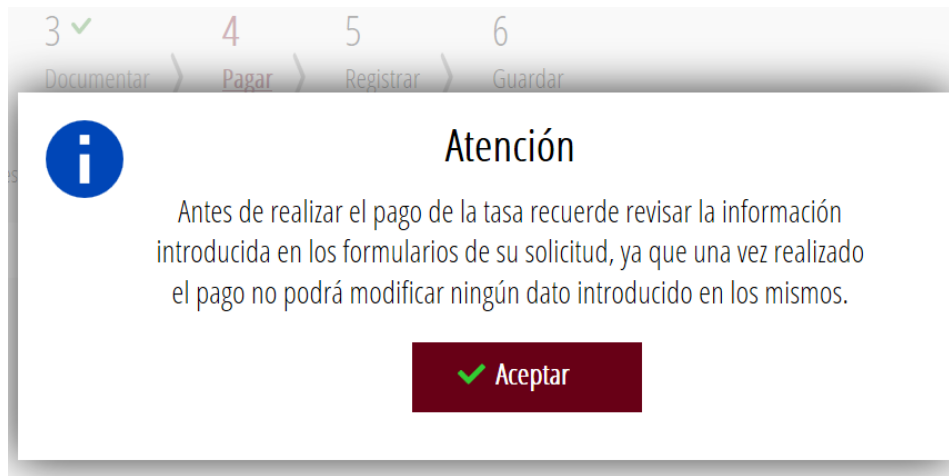 3 4 5 6
Documentar Pagar Registrar Guardar
Atención
Antes de realizar el pago de la tasa recuerde revisar la información
introducida en los formularios de su solicitud, ya que una vez realizado
el pago no podrá modificar ningún dato introducido en los mismos.
Aceptar